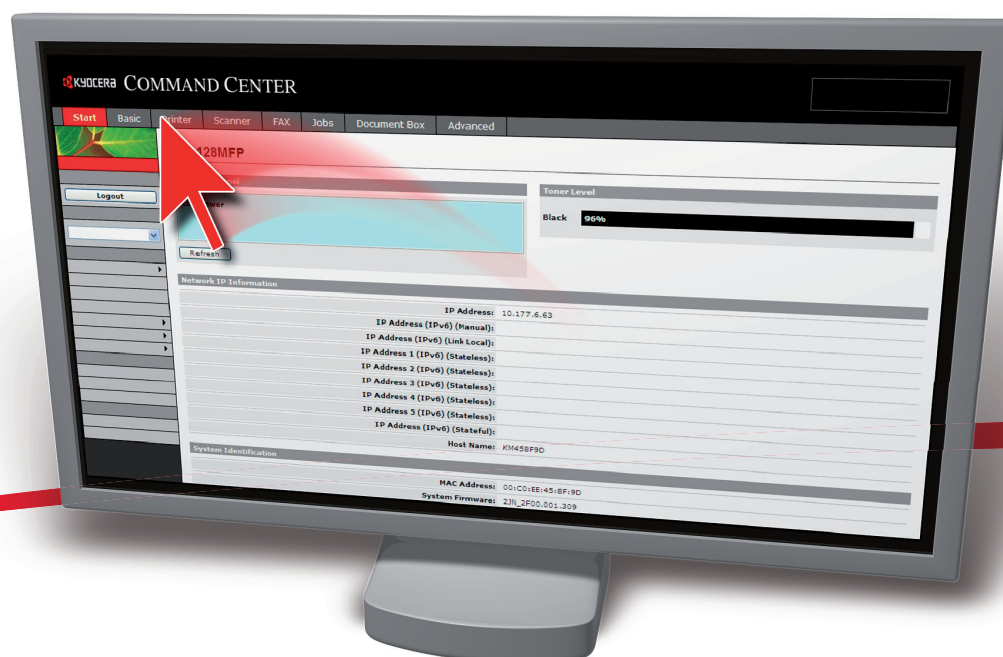 KYOCERA COMMAND CENTER
Start Basic Printer Scanner FAX Jobs Document Box Advanced
128MFP
Logout
Toner Level
Black 96%
Refresh
Network IP Information
IP Address: 10.177.6.63
IP Address (IPv6) (Manual):
IP Address (IPv6) (Link Local):
IP Address 1 (IPv6) (Stateless):
IP Address 2 (IPv6) (Stateless):
IP Address 3 (IPv6) (Stateless):
IP Address 4 (IPv6) (Stateless):
IP Address 5 (IPv6) (Stateless):
IP Address (IPv6) (Stateful):
Host Name: KM458F9D
System Identification
MAC Address: 00:C0:EE:45:8F:9D
System Firmware: 2JN_2F00.001.309